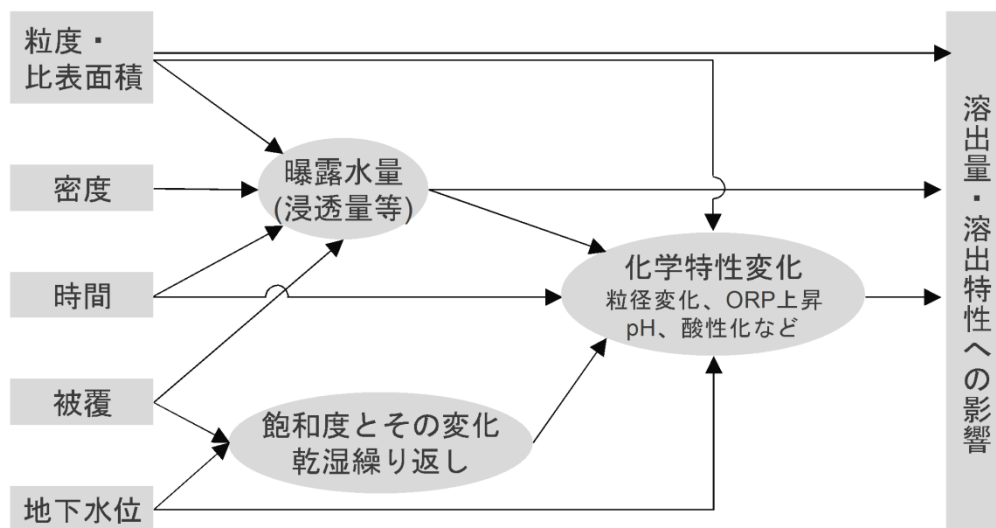 粒度・
比表面積
密度
時間
被覆
地下水位
曝露水量
(浸透量等)
飽和度とその変化
乾湿繰り返し
化学特性変化
粒径変化、ORP上昇
pH、酸性化など
溶出量・溶出特性への影響